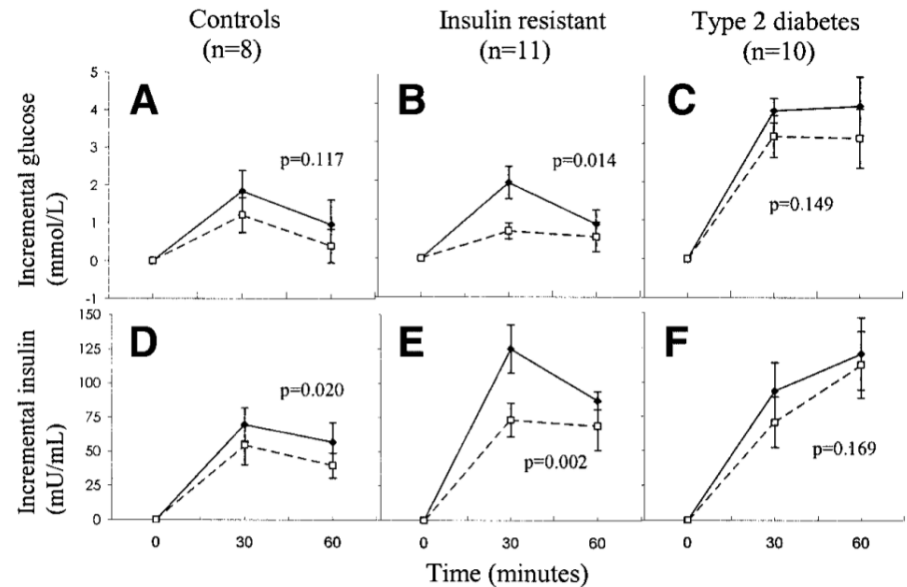 Controls
(n=8)
Insulin resistant
(n=11)
Type 2 diabetes
(n=10)
Incremental glucose
(mmol/L)
5
4
3
2
1
0
-1
A
p=0.117
B
p=0.014
C
p=0.149
Incremental insulin
(mU/mL)
150
125
100
75
50
25
0
D
p=0.020
E
p=0.002
F
p=0.169
0 30 60
0 30 60
0 30 60
Time (minutes)